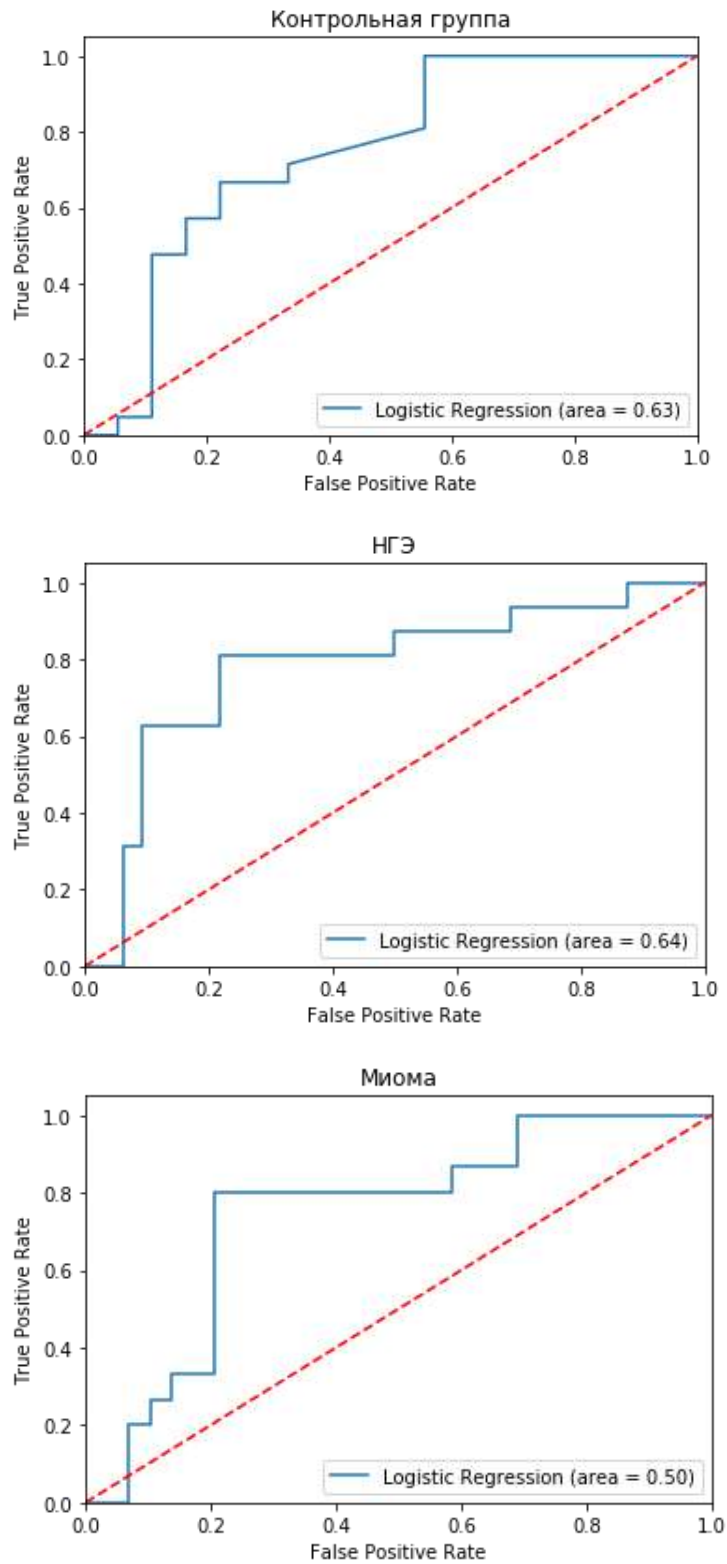 Контрольная группа
1.0
0.8
0.6
0.4
0.2
0.0
True Positive Rate
Logistic Regression (area = 0.63)
0.0 0.2 0.4 0.6 0.8 1.0
False Positive Rate
НГЭ
1.0
0.8
0.6
0.4
0.2
0.0
True Positive Rate
Logistic Regression (area = 0.64)
0.0 0.2 0.4 0.6 0.8 1.0
False Positive Rate
Миома
1.0
0.8
0.6
0.4
0.2
0.0
True Positive Rate
Logistic Regression (area = 0.50)
0.0 0.2 0.4 0.6 0.8 1.0
False Positive Rate